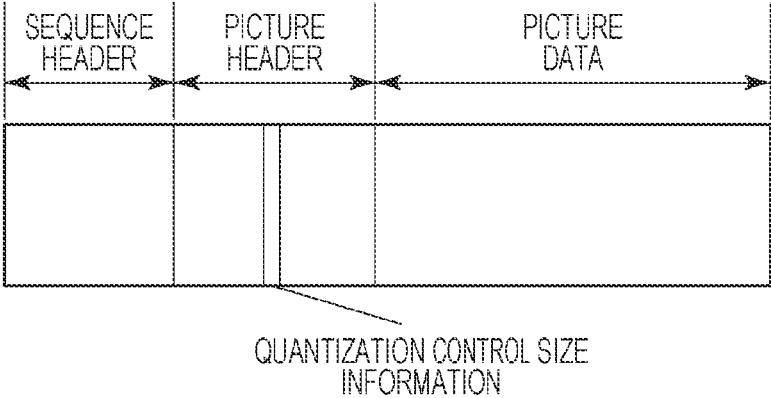 SEQUENCE
HEADER
PICTURE
HEADER
PICTURE
DATA
QUANTIZATION CONTROL SIZE
INFORMATION